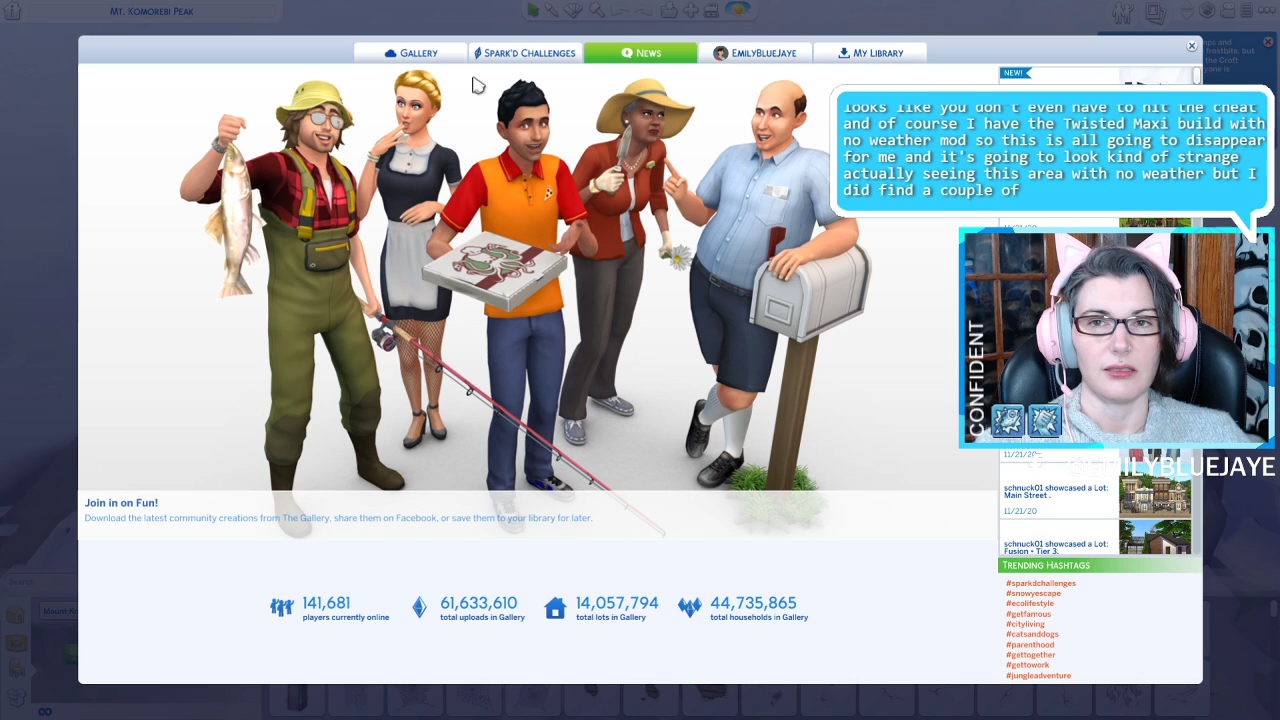 Mt. Komorebi Peak
Gallery
Spark'd Challenges
News
EmilyBlueJaye
My Library
NEW!
looks like you don't even have to hit the cheat
and of course I have the Twisted Maxi build with
no weather mod so this is all going to disappear
for me and it's going to look kind of strange
actually seeing this area with no weather but I
did find a couple of
CONFIDENT
EMILYBLUEJAYE
schnuck01 showcased a Lot:
Main Street .
11/21/20
schnuck01 showcased a Lot:
Fusion • Tier 3.
Join in on Fun!
Download the latest community creations from The Gallery, share them on Facebook, or save them to your library for later.
141,681
players currently online
61,633,610
total uploads in Gallery
14,057,794
total lots in Gallery
44,735,865
total households in Gallery
Trending Hashtags
#sparkdchallenges
#snowyescape
#ecolifestyle
#getfamous
#cityliving
#catsanddogs
#parenthood
#gettogether
#gettowork
#jungleadventure
Search